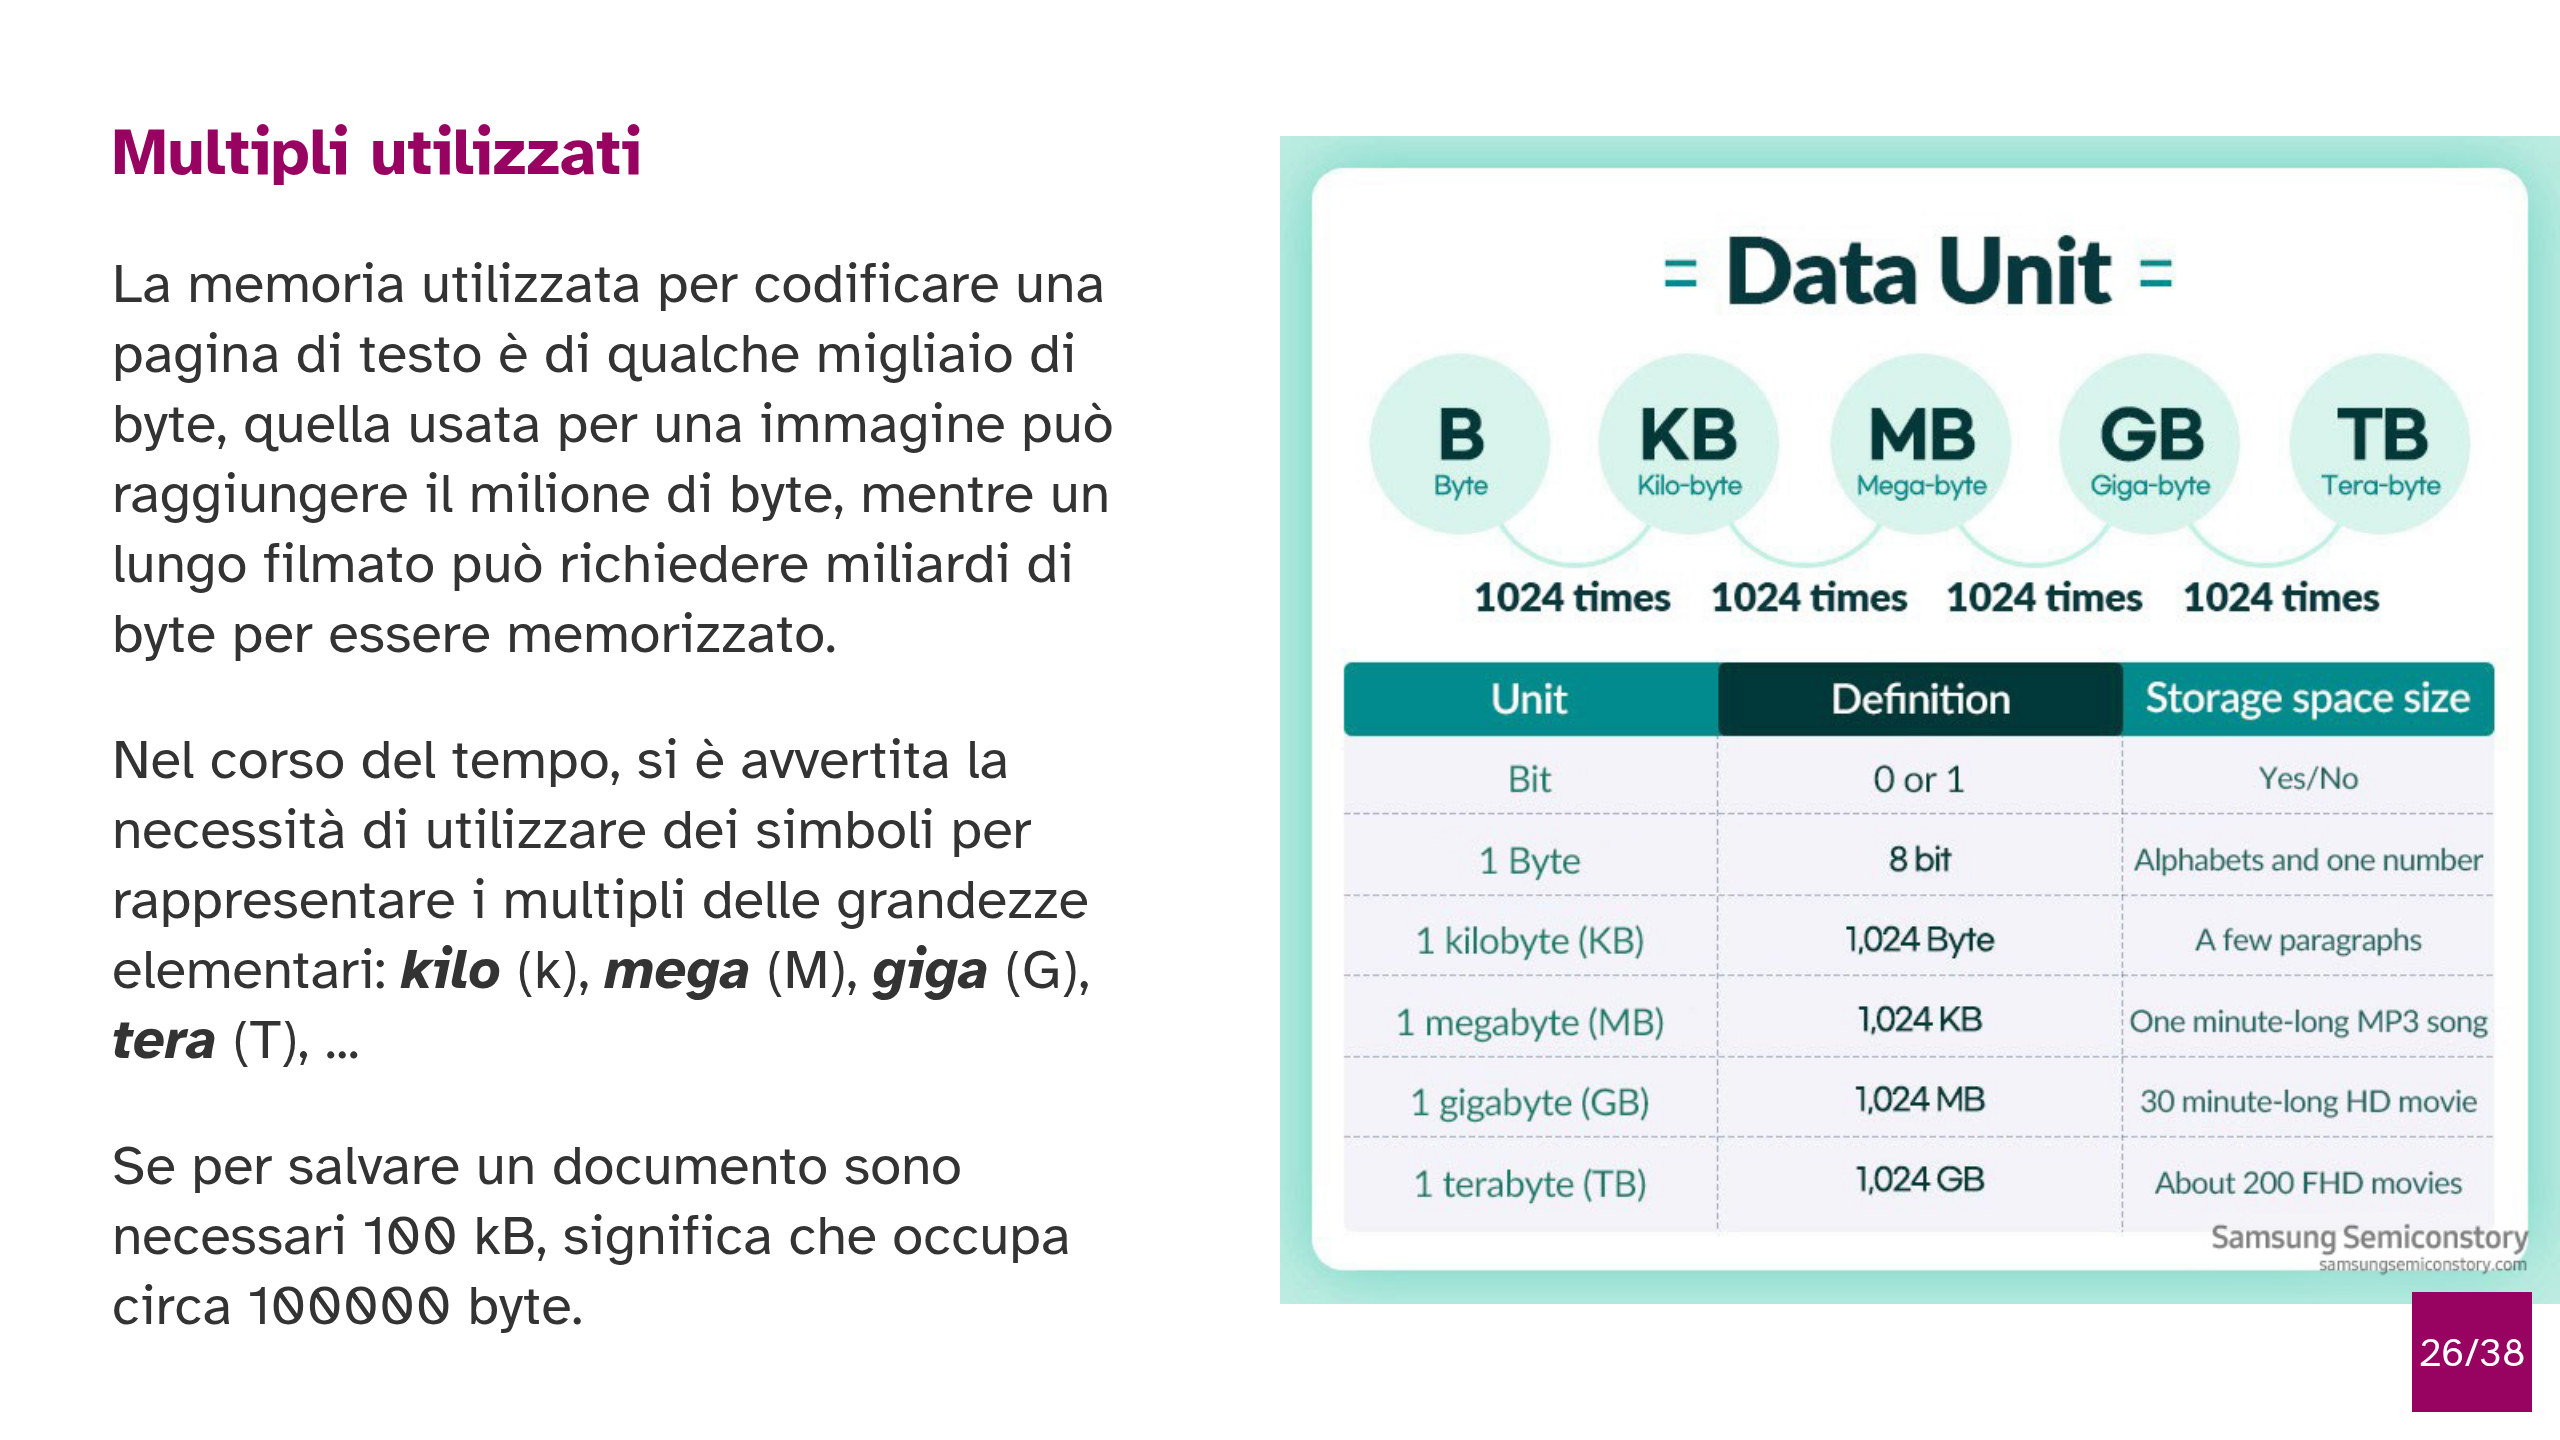 Multipli utilizzati
La memoria utilizzata per codificare una
pagina di testo è di qualche migliaio di
byte, quella usata per una immagine può
raggiungere il milione di byte, mentre un
lungo filmato può richiedere miliardi di
byte per essere memorizzato.
Nel corso del tempo, si è avvertita la
necessità di utilizzare dei simboli per
rappresentare i multipli delle grandezze
elementari: kilo (k), mega (M), giga (G),
tera (T), ...
Se per salvare un documento sono
necessari 100 kB, significa che occupa
circa 100000 byte.
= Data Unit =
B KB MB GB TB
Byte Kilo-byte Mega-byte Giga-byte Tera-byte
1024 times 1024 times 1024 times 1024 times
Unit Definition Storage space size
Bit 0 or 1 Yes/No
1 Byte 8 bit Alphabets and one number
1 kilobyte (KB) 1,024 Byte A few paragraphs
1 megabyte (MB) 1,024 KB One minute-long MP3 song
1 gigabyte (GB) 1,024 MB 30 minute-long HD movie
1 terabyte (TB) 1,024 GB About 200 FHD movies
Samsung Semiconstory
samsungsemiconstory.com
26/38